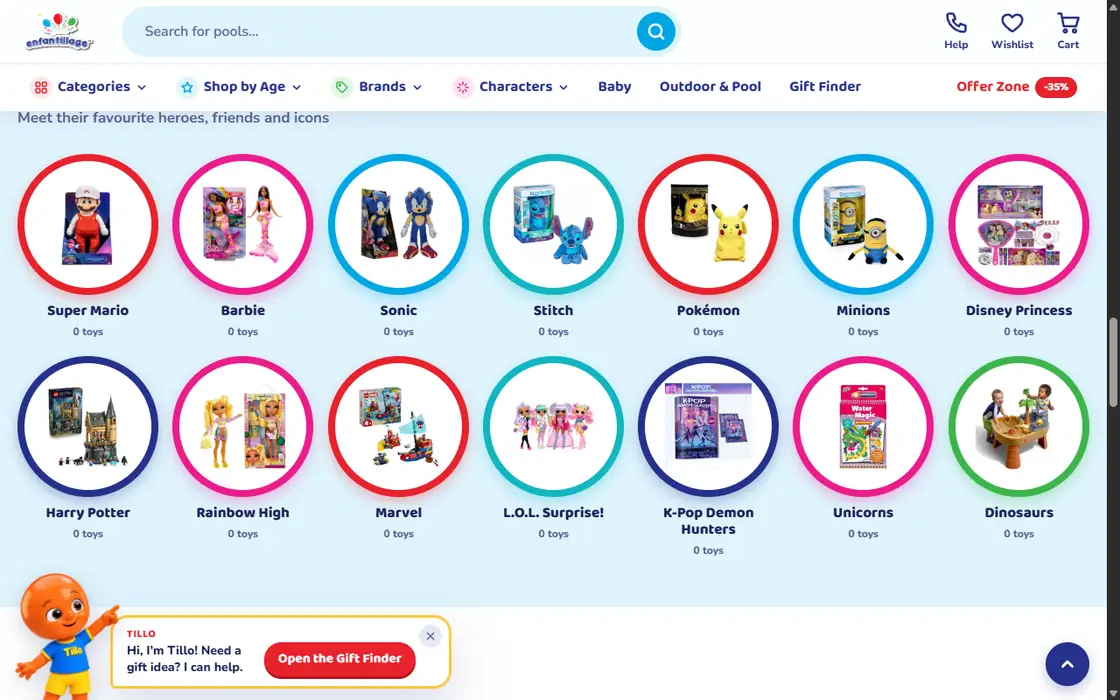 enfantillage
Search for pools...
Help
Wishlist
Cart
Categories
Shop by Age
Brands
Characters
Baby
Outdoor & Pool
Gift Finder
Offer Zone
-35%
Meet their favourite heroes, friends and icons
Super Mario
0 toys
Barbie
0 toys
Sonic
0 toys
Stitch
0 toys
Pokémon
0 toys
Minions
0 toys
Disney Princess
0 toys
Harry Potter
0 toys
Rainbow High
0 toys
Marvel
0 toys
L.O.L. Surprise!
0 toys
K-POP
K-Pop Demon
Hunters
0 toys
Water
Magic
Unicorns
0 toys
Dinosaurs
0 toys
Tillo
TILLO
Hi, I'm Tillo! Need a
gift idea? I can help.
Open the Gift Finder